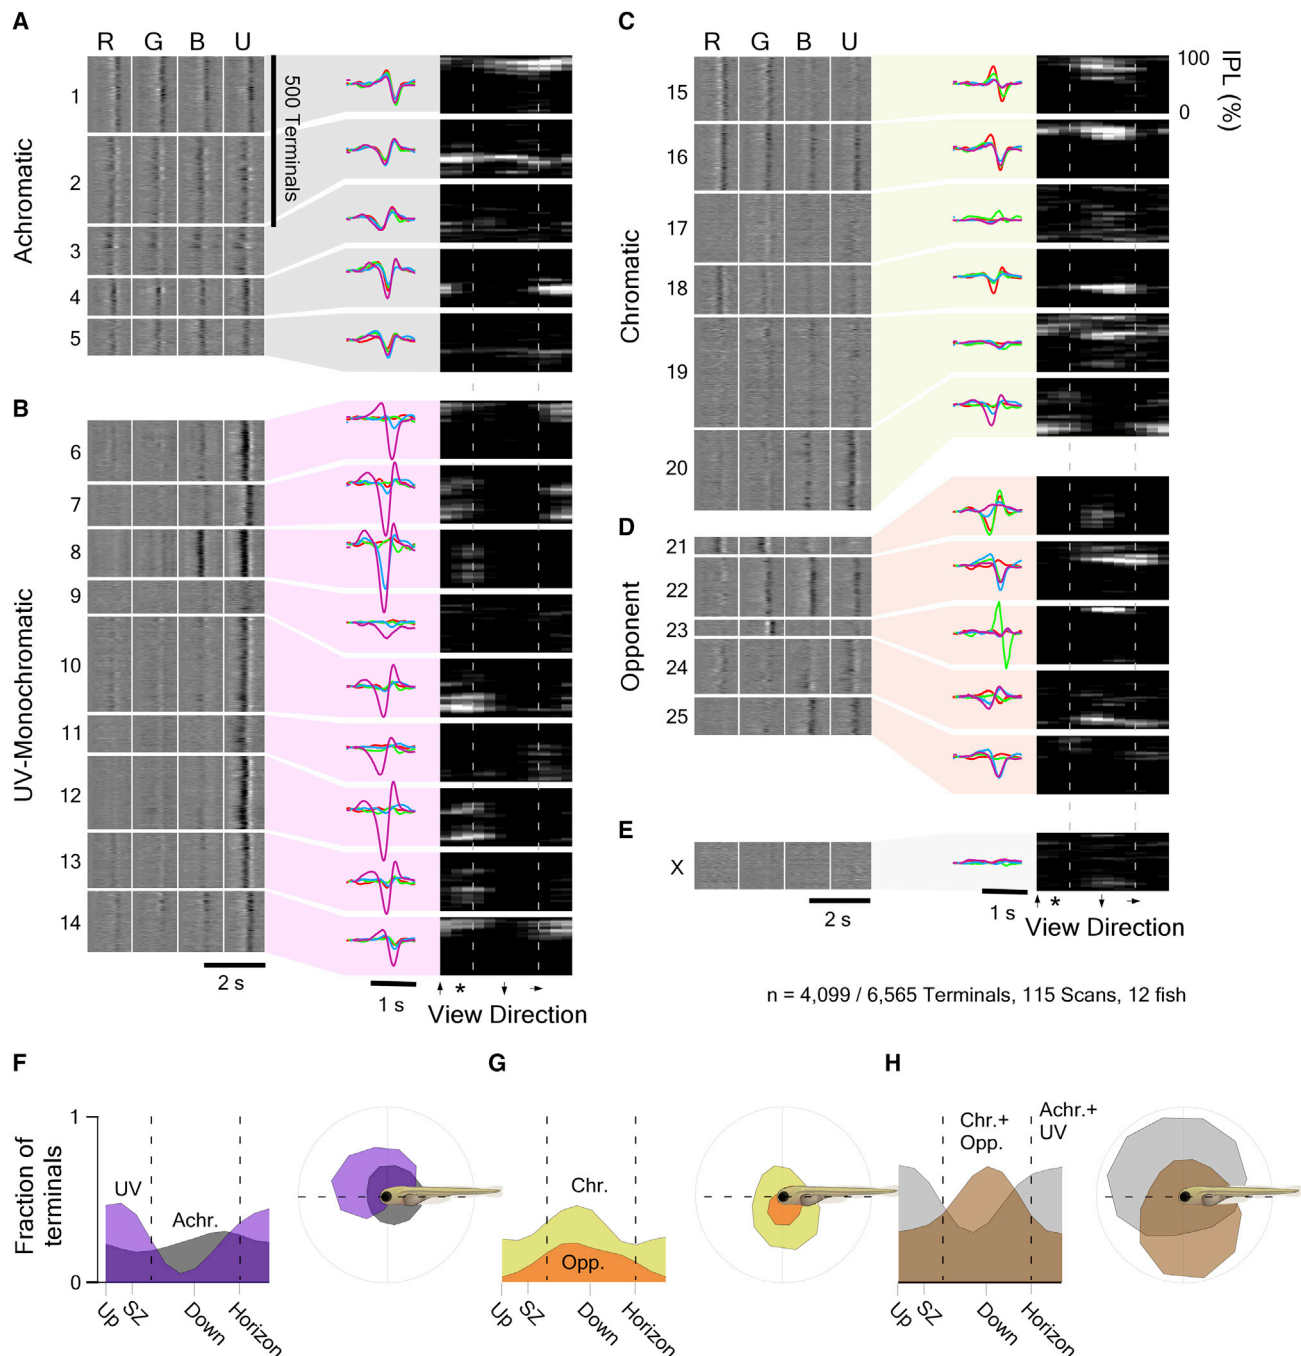 A
R G B U
500 Terminals
Achromatic
1
2
3
4
5
B
UV-Monochromatic
6
7
8
9
10
11
12
13
14
2 s
1 s
*
View Direction
C
R G B U
100
0
IPL (%)
Chromatic
15
16
17
18
19
20
D
Opponent
21
22
23
24
25
E
X
2 s
1 s
*
View Direction
n = 4,099 / 6,565 Terminals, 115 Scans, 12 fish
F
Fraction of
terminals
1
0
UV
Achr.
Up
SZ
Down
Horizon
G
Chr.
Opp.
Up
SZ
Down
Horizon
H
Chr.+
Opp.
Achr.+
UV
Up
SZ
Down
Horizon